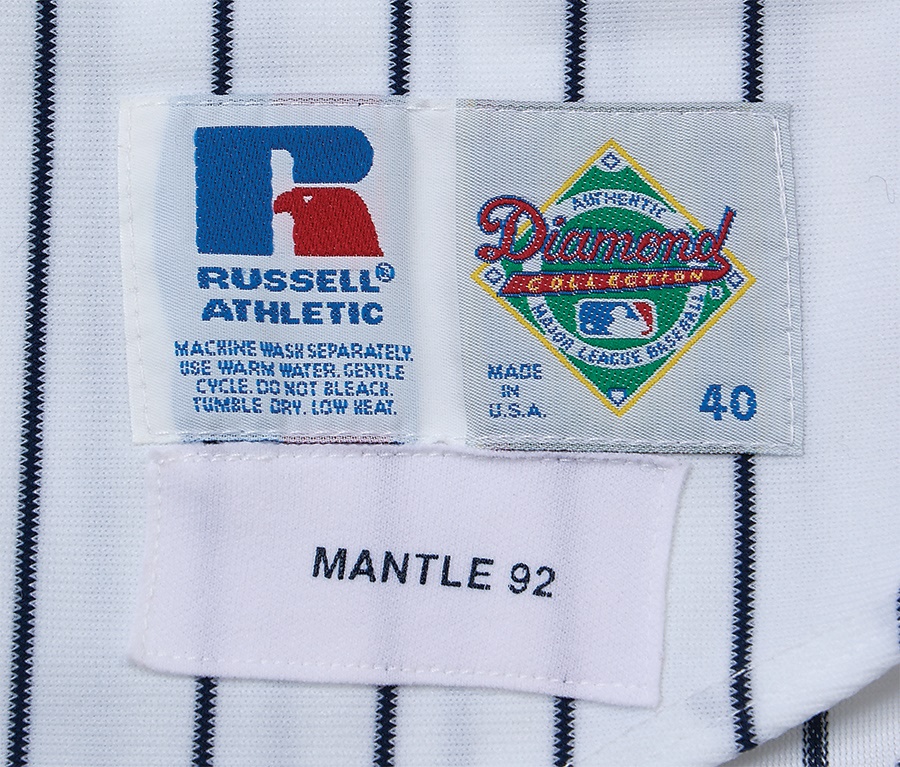 RUSSELL®
ATHLETIC
MACHINE WASH SEPARATELY.
USE WARM WATER. GENTLE
CYCLE. DO NOT BLEACH.
TUMBLE DRY. LOW HEAT.
AUTHENTIC
Diamond
COLLECTION
MAJOR LEAGUE BASEBALL
MADE
IN
U.S.A.
40
MANTLE 92